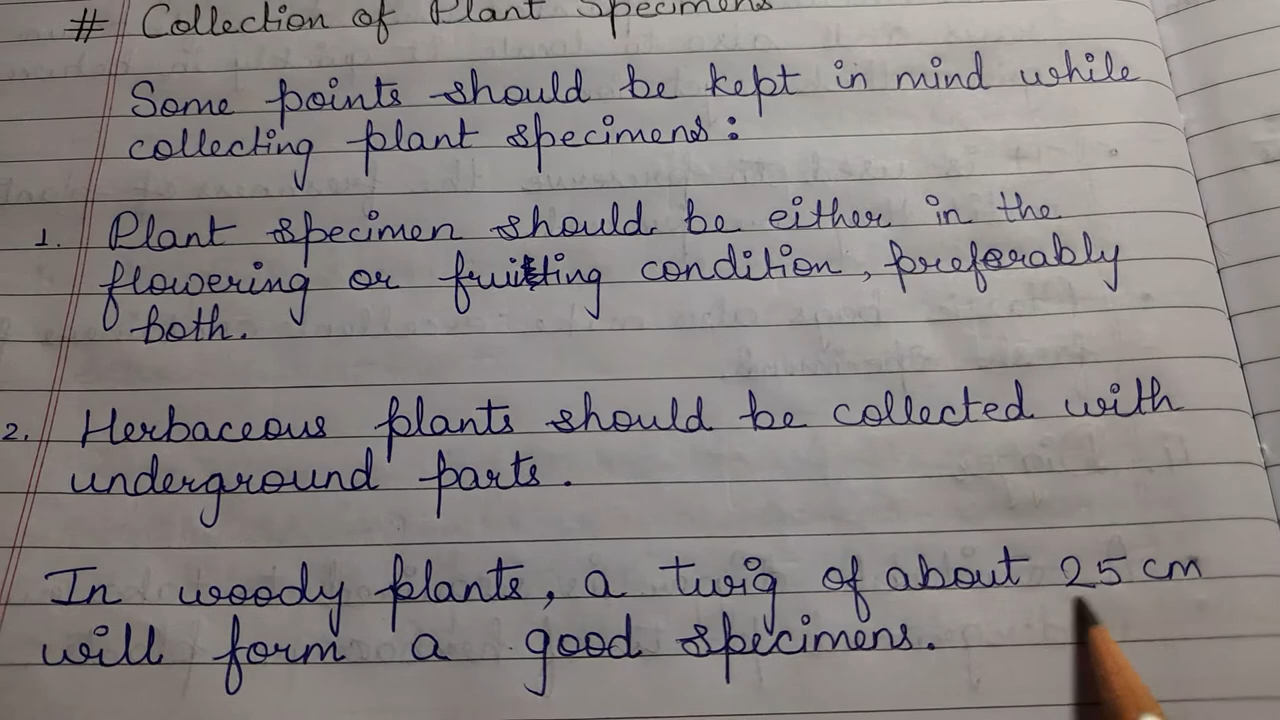 # Collection of Plant Specimens
Some points should be kept in mind while
collecting plant specimens:
1. Plant specimen should be either in the
flowering or fruiting condition, preferably
both.
2. Herbaceous plants should be collected with
underground parts.
In woody plants, a twig of about 25 cm
will form a good specimens.